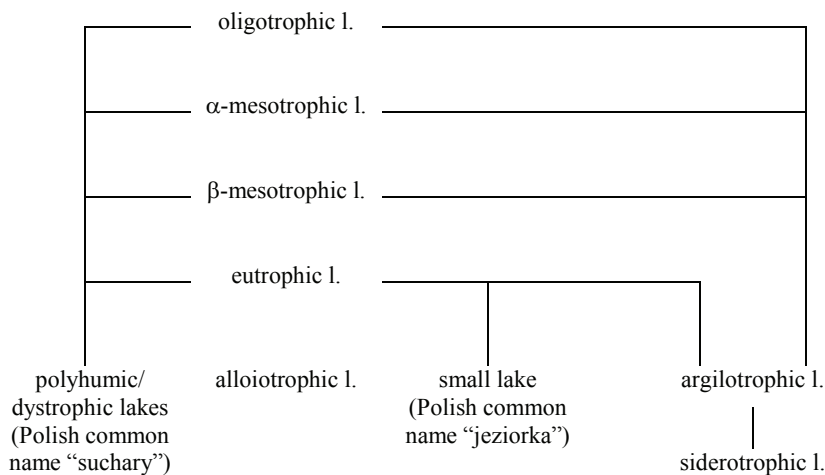 oligotrophic l.
α-mesotrophic l.
β-mesotrophic l.
eutrophic l.
polyhumic/
dystrophic lakes
(Polish common
name “suchary”)
alloiotrophic l.
small lake
(Polish common
name “jeziorka”)
argilotrophic l.
siderotrophic l.